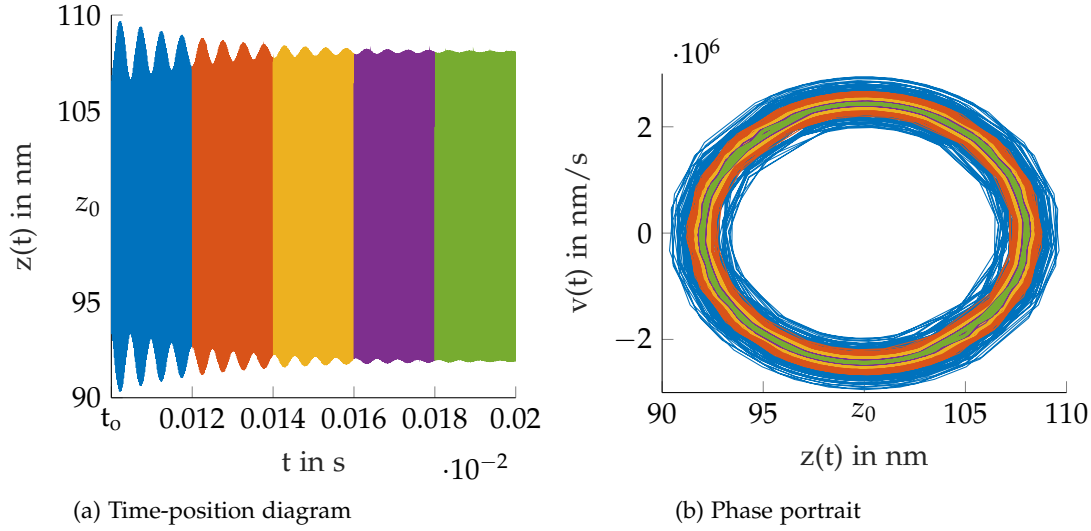 110
105
z₀
95
90
z(t) in nm
tₒ
0.012
0.014
0.016
0.018
0.02
t in s
·10⁻²
(a) Time-position diagram
·10⁶
2
0
−2
v(t) in nm/s
90
95
z₀
105
110
z(t) in nm
(b) Phase portrait